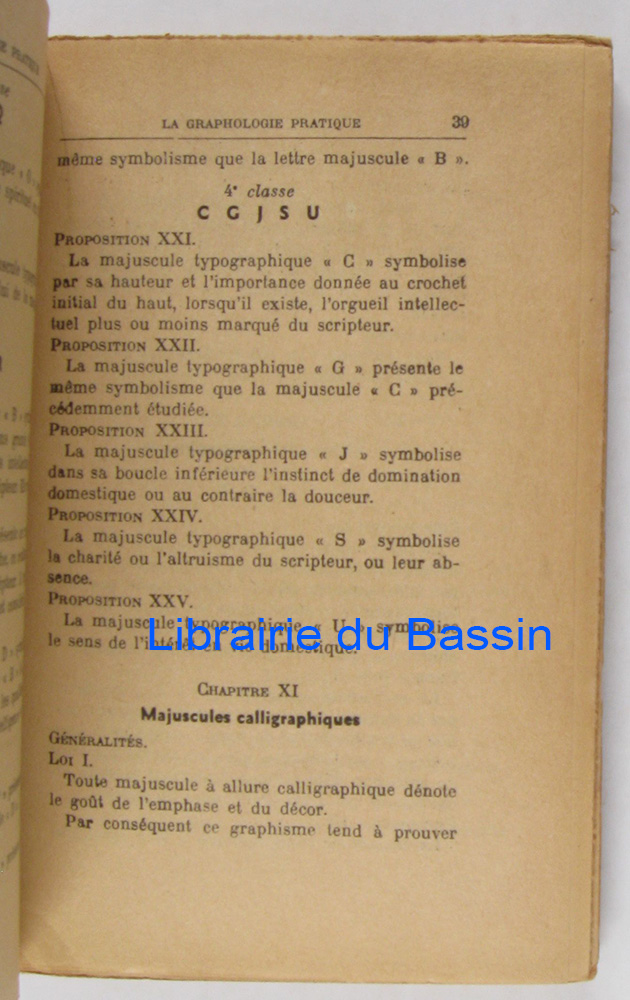 LA GRAPHOLOGIE PRATIQUE 39
même symbolisme que la lettre majuscule « B ».
4e classe
C G J S U
PROPOSITION XXI.
La majuscule typographique « C » symbolise
par sa hauteur et l'importance donnée au crochet
initial du haut, lorsqu'il existe, l'orgueil intellec-
tuel plus ou moins marqué du scripteur.
PROPOSITION XXII.
La majuscule typographique « G » présente le
même symbolisme que la majuscule « C » pré-
cédemment étudiée.
PROPOSITION XXIII.
La majuscule typographique « J » symbolise
dans sa boucle inférieure l'instinct de domination
domestique ou au contraire la douceur.
PROPOSITION XXIV.
La majuscule typographique « S » symbolise
la charité ou l'altruisme du scripteur, ou leur ab-
sence.
PROPOSITION XXV.
La majuscule typographique « U » symbolise
le sens de l'intérêt en vie domestique.
Librairie du Bassin
CHAPITRE XI
Majuscules calligraphiques
GÉNÉRALITÉS.
LOI I.
Toute majuscule à allure calligraphique dénote
le goût de l'emphase et du décor.
Par conséquent ce graphisme tend à prouver